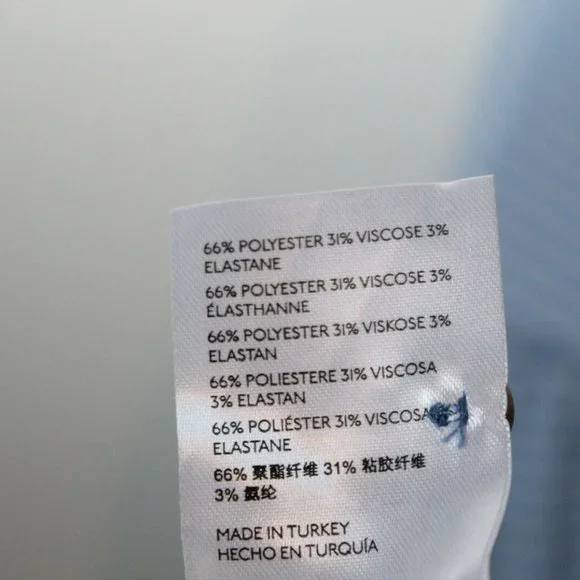 66% POLYESTER 31% VISCOSE 3%
ELASTANE
66% POLYESTER 31% VISCOSE 3%
ÉLASTHANNE
66% POLYESTER 31% VISKOSE 3%
ELASTAN
66% POLIESTERE 31% VISCOSA
3% ELASTAN
66% POLIÉSTER 31% VISCOSA
ELASTANE
66% 聚酯纤维 31% 粘胶纤维
3% 氨纶
MADE IN TURKEY
HECHO EN TURQUÍA